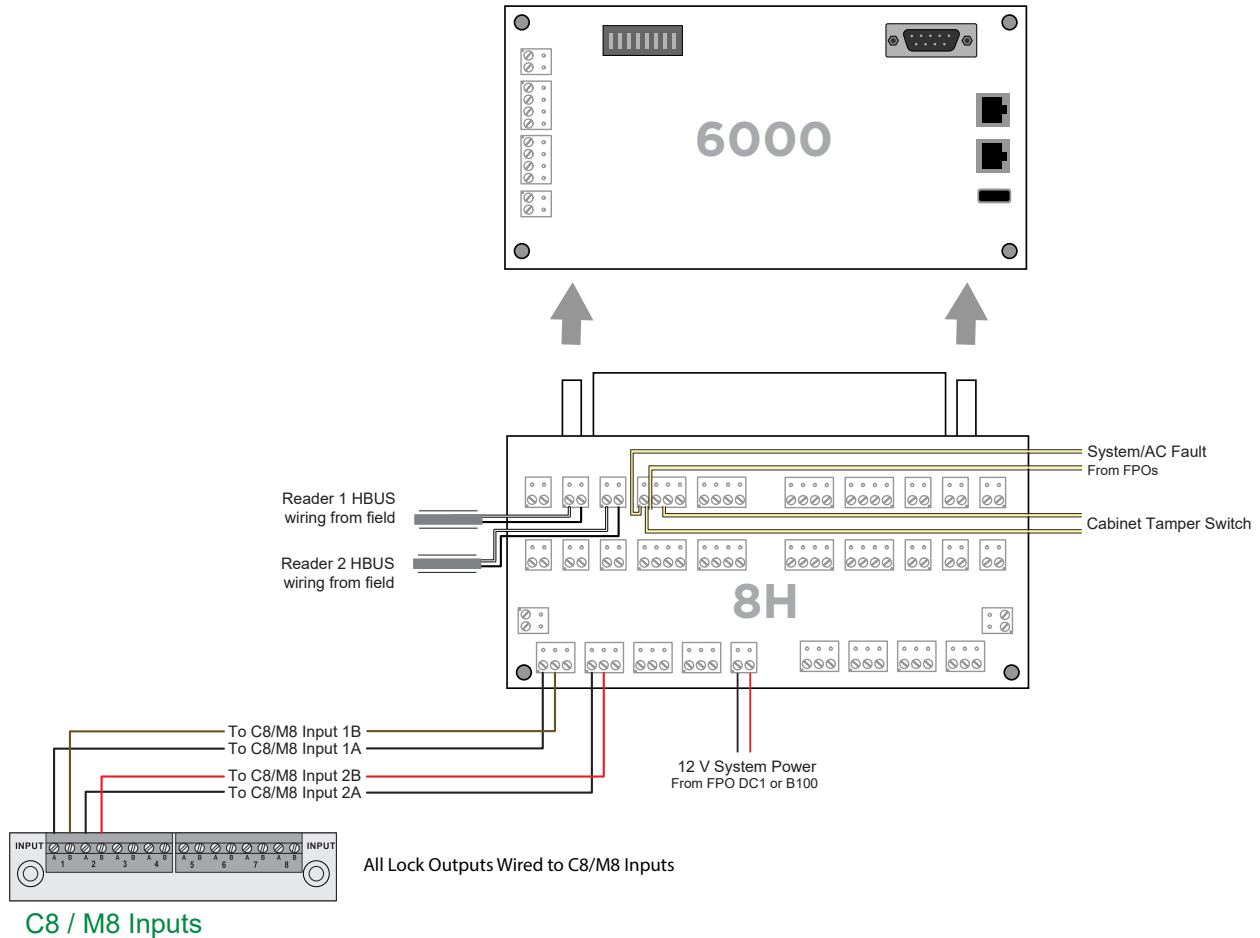 6000
System/AC Fault
From FPOs
Reader 1 HBUS
wiring from field
Cabinet Tamper Switch
Reader 2 HBUS
wiring from field
8H
To C8/M8 Input 1B
To C8/M8 Input 1A
To C8/M8 Input 2B
To C8/M8 Input 2A
12 V System Power
From FPO DC1 or B100
INPUT
A B A B A B A B A B A B A B A B
1 2 3 4 5 6 7 8
INPUT
All Lock Outputs Wired to C8/M8 Inputs
C8 / M8 Inputs